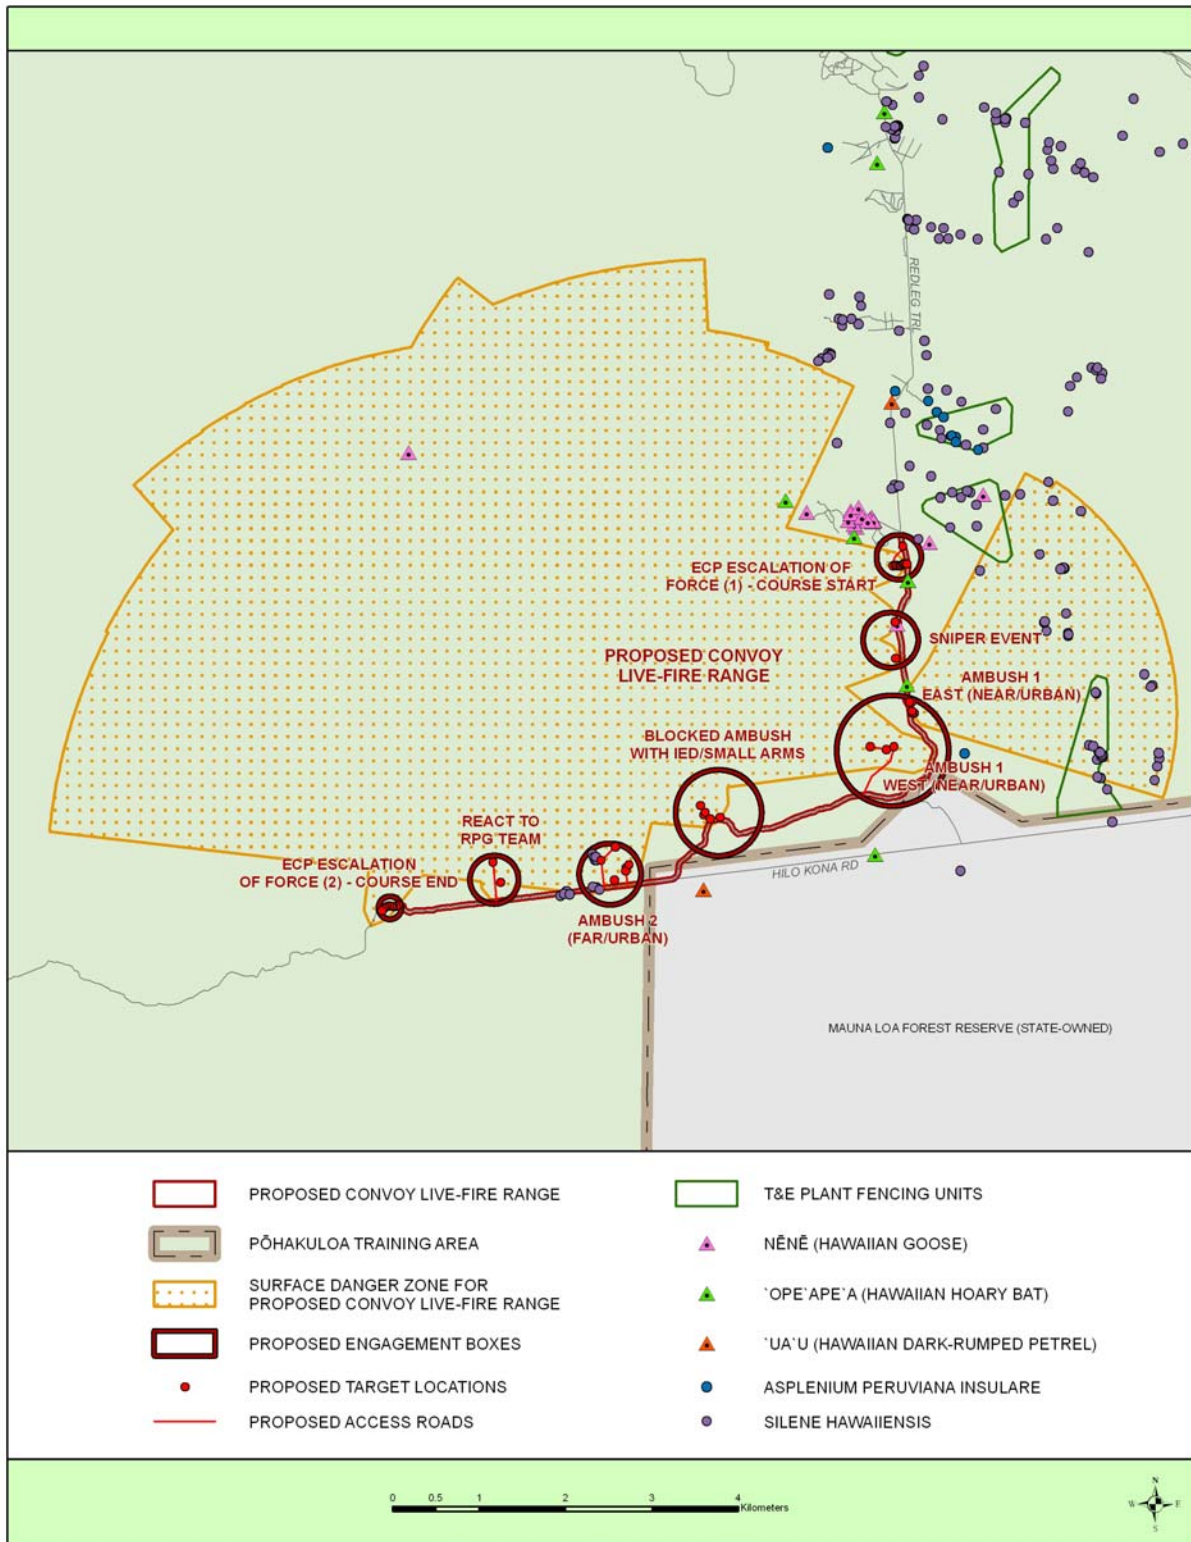 REDLEG TRL
ECP ESCALATION OF
FORCE (1) - COURSE START
SNIPER EVENT
PROPOSED CONVOY
LIVE-FIRE RANGE
AMBUSH 1
EAST (NEAR/URBAN)
BLOCKED AMBUSH
WITH IED/SMALL ARMS
AMBUSH 1
WEST (NEAR/URBAN)
REACT TO
RPG TEAM
ECP ESCALATION
OF FORCE (2) - COURSE END
HILO KONA RD
AMBUSH 2
(FAR/URBAN)
MAUNA LOA FOREST RESERVE (STATE-OWNED)
PROPOSED CONVOY LIVE-FIRE RANGE
PŌHAKULOA TRAINING AREA
SURFACE DANGER ZONE FOR
PROPOSED CONVOY LIVE-FIRE RANGE
PROPOSED ENGAGEMENT BOXES
PROPOSED TARGET LOCATIONS
PROPOSED ACCESS ROADS
T&E PLANT FENCING UNITS
NĒNĒ (HAWAIIAN GOOSE)
`OPE`APE`A (HAWAIIAN HOARY BAT)
`UA`U (HAWAIIAN DARK-RUMPED PETREL)
ASPLENIUM PERUVIANA INSULARE
SILENE HAWAIIENSIS
0 0.5 1 2 3 4
Kilometers
N
W E
S